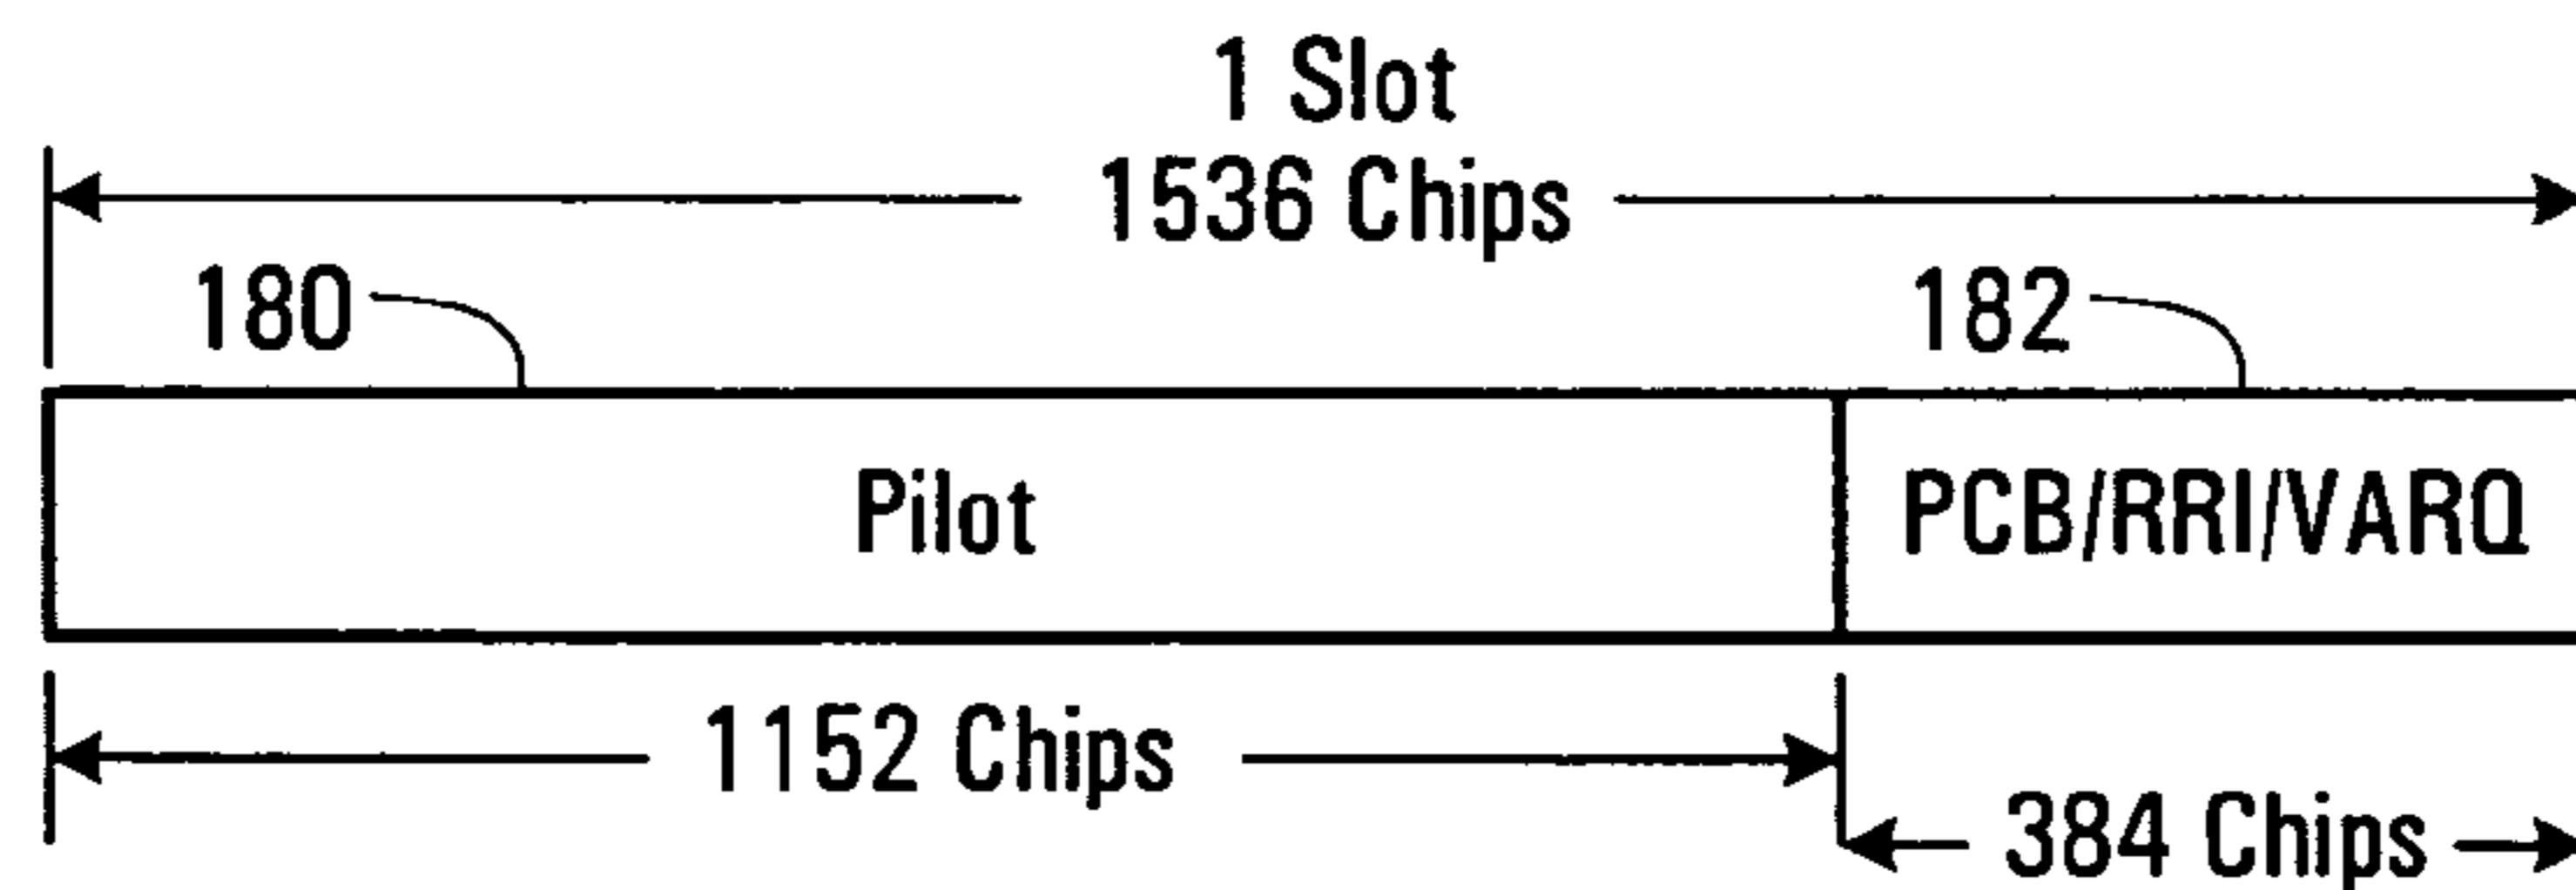 1 Slot
1536 Chips
180
182
Pilot
PCB/RRI/VARQ
1152 Chips
384 Chips